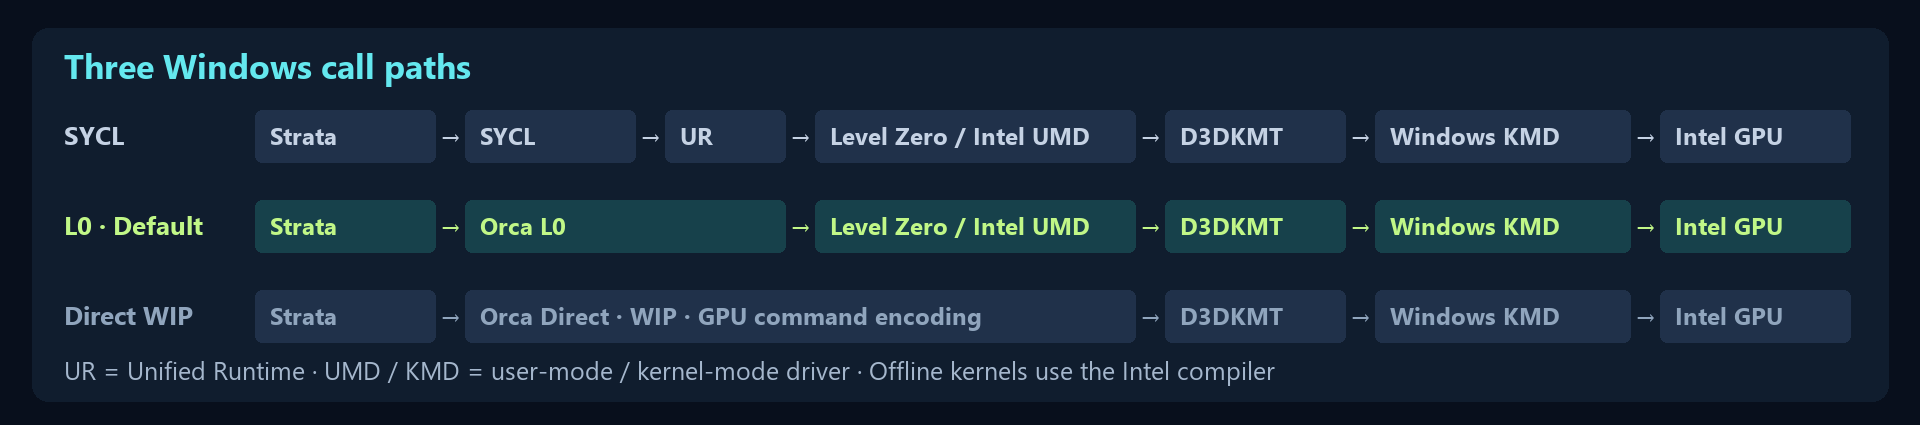 Three Windows call paths
SYCL Strata → SYCL → UR → Level Zero / Intel UMD → D3DKMT → Windows KMD → Intel GPU
L0 · Default Strata → Orca L0 → Level Zero / Intel UMD → D3DKMT → Windows KMD → Intel GPU
Direct WIP Strata → Orca Direct · WIP · GPU command encoding → D3DKMT → Windows KMD → Intel GPU
UR = Unified Runtime · UMD / KMD = user-mode / kernel-mode driver · Offline kernels use the Intel compiler